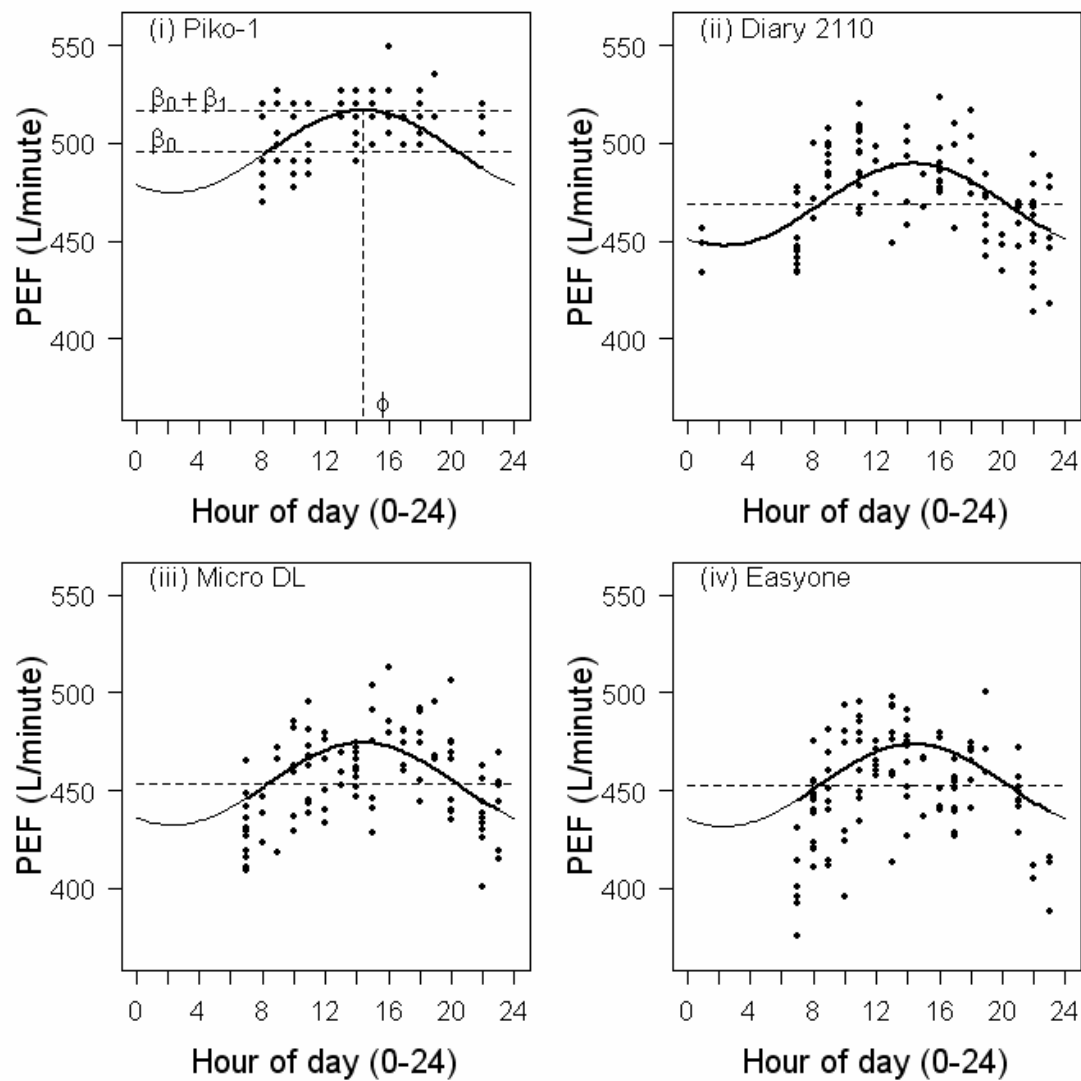 (i) Piko-1
550
500
450
400
β0 + β1
β0
ϕ
PEF (L/minute)
0 4 8 12 16 20 24
Hour of day (0-24)
(ii) Diary 2110
550
500
450
400
PEF (L/minute)
0 4 8 12 16 20 24
Hour of day (0-24)
(iii) Micro DL
550
500
450
400
PEF (L/minute)
0 4 8 12 16 20 24
Hour of day (0-24)
(iv) Easyone
550
500
450
400
PEF (L/minute)
0 4 8 12 16 20 24
Hour of day (0-24)